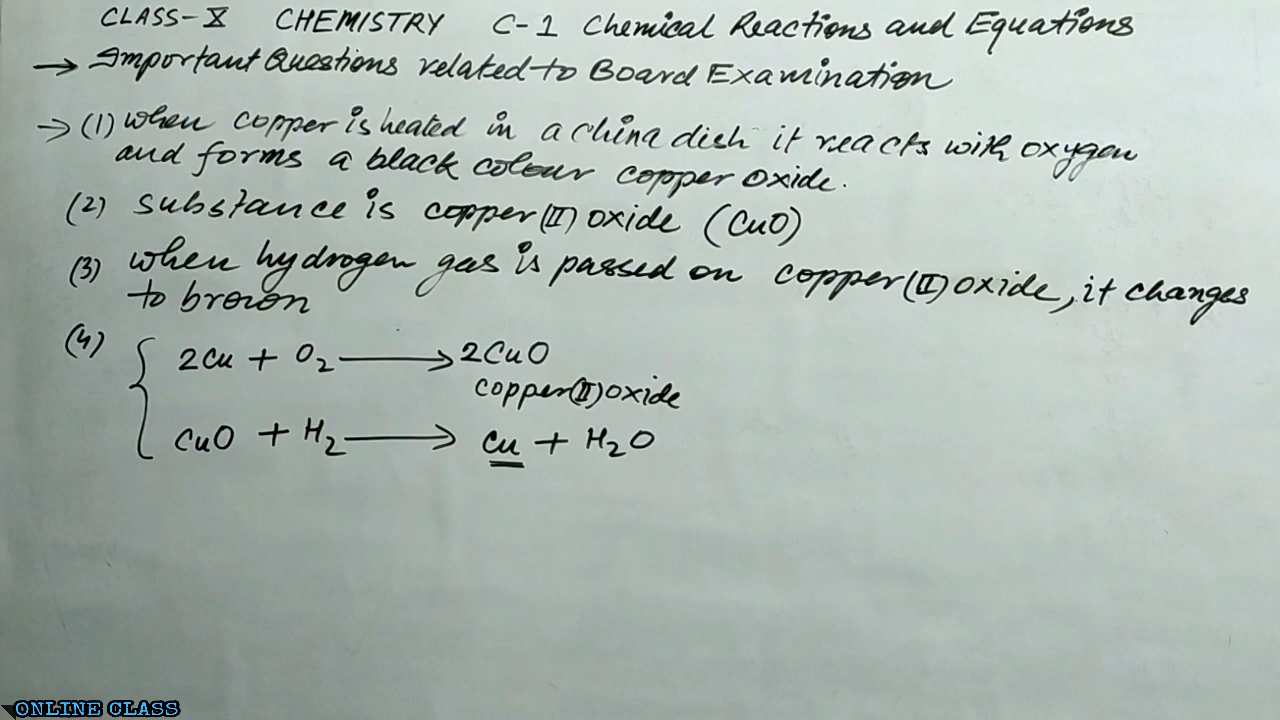 CLASS-X CHEMISTRY C-1 Chemical Reactions and Equations
→ Important Questions related to Board Examination
→ (1) when copper is heated in a china dish it reacts with oxygen
and forms a black colour copper oxide.
(2) substance is copper(II) oxide (CuO)
(3) when hydrogen gas is passed on copper(II) oxide, it changes
to brown
(4)
2Cu + O₂ ⟶ 2CuO
copper(II) oxide
CuO + H₂ ⟶ Cu + H₂O
ONLINE CLASS